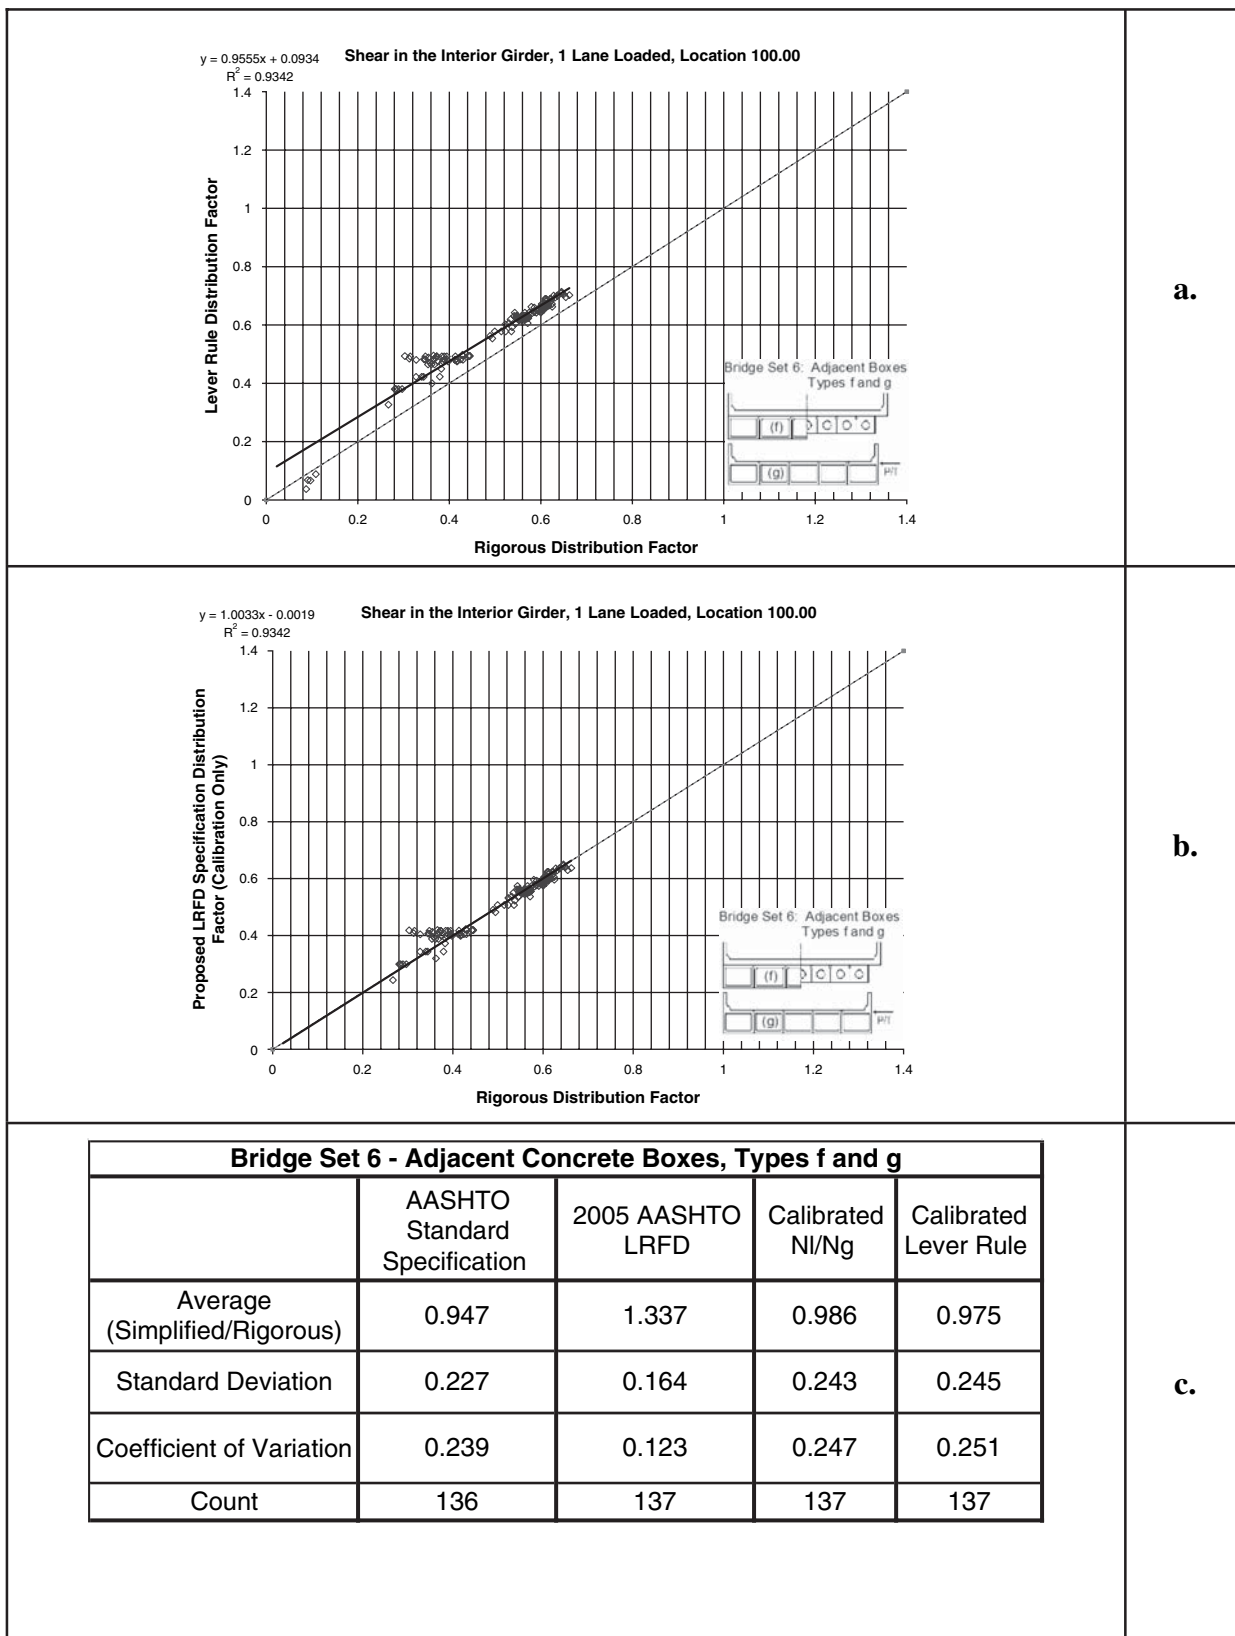 y = 0.9555x + 0.0934
R² = 0.9342
Shear in the Interior Girder, 1 Lane Loaded, Location 100.00
Lever Rule Distribution Factor
1.4
1.2
1
0.8
0.6
0.4
0.2
0
0 0.2 0.4 0.6 0.8 1 1.2 1.4
Rigorous Distribution Factor
Bridge Set 6: Adjacent Boxes
Types f and g
(f)
(g)
P/T
a.
y = 1.0033x - 0.0019
R² = 0.9342
Shear in the Interior Girder, 1 Lane Loaded, Location 100.00
Proposed LRFD Specification Distribution
Factor (Calibration Only)
1.4
1.2
1
0.8
0.6
0.4
0.2
0
0 0.2 0.4 0.6 0.8 1 1.2 1.4
Rigorous Distribution Factor
Bridge Set 6: Adjacent Boxes
Types f and g
(f)
(g)
P/T
b.
Bridge Set 6 - Adjacent Concrete Boxes, Types f and g
AASHTO Standard Specification 2005 AASHTO LRFD Calibrated Nl/Ng Calibrated Lever Rule
Average (Simplified/Rigorous) 0.947 1.337 0.986 0.975
Standard Deviation 0.227 0.164 0.243 0.245
Coefficient of Variation 0.239 0.123 0.247 0.251
Count 136 137 137 137
c.